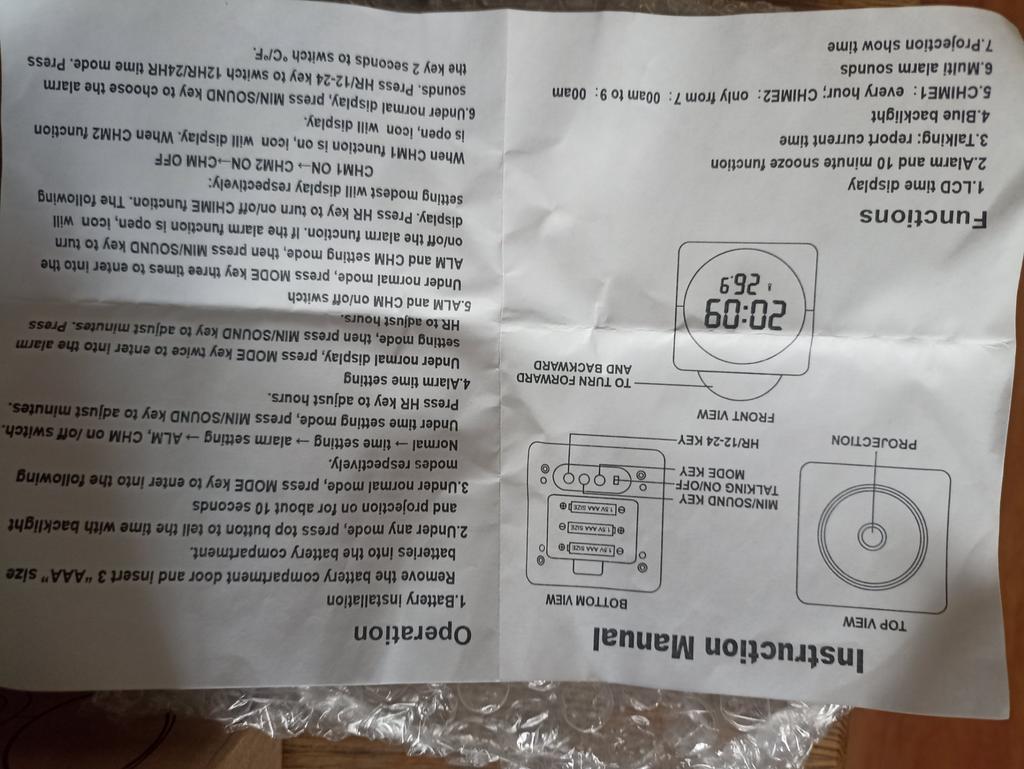 Instruction Manual
TOP VIEW
BOTTOM VIEW
1.5V AAA SIZE
1.5V AAA SIZE
1.5V AAA SIZE
MIN/SOUND KEY
TALKING ON/OFF
MODE KEY
HR/12-24 KEY
PROJECTION
FRONT VIEW
TO TURN FORWARD
AND BACKWARD
20:09
26.9
Functions
1.LCD time display
2.Alarm and 10 minute snooze function
3.Talking: report current time
4.Blue backlight
5.CHIME1: every hour; CHIME2: only from 7: 00am to 9: 00am
6.Multi alarm sounds
7.Projection show time
Operation
1.Battery installation
Remove the battery compartment door and insert 3 "AAA" size
batteries into the battery compartment.
2.Under any mode, press top button to tell the time with backlight
and projection on for about 10 seconds
3.Under normal mode, press MODE key to enter into the following
modes respectively.
Normal → time setting → alarm setting → ALM, CHM on /off switch.
Under time setting mode, press MIN/SOUND key to adjust minutes.
Press HR key to adjust hours.
4.Alarm time setting
Under normal display, press MODE key twice to enter into the alarm
setting mode, then press MIN/SOUND key to adjust minutes. Press
HR to adjust hours.
5.ALM and CHM on/off switch
Under normal mode, press MODE key three times to enter into the
ALM and CHM setting mode, then press MIN/SOUND key to turn
on/off the alarm function. If the alarm function is open, icon will
display. Press HR key to turn on/off CHIME function. The following
setting modest will display respectively:
CHM1 ON→ CHM2 ON→CHM OFF
When CHM1 function is on, icon will display. When CHM2 function
is open, icon will display.
6.Under normal display, press MIN/SOUND key to choose the alarm
sounds. Press HR/12-24 key to switch 12HR/24HR time mode. Press
the key 2 seconds to switch °C/°F.